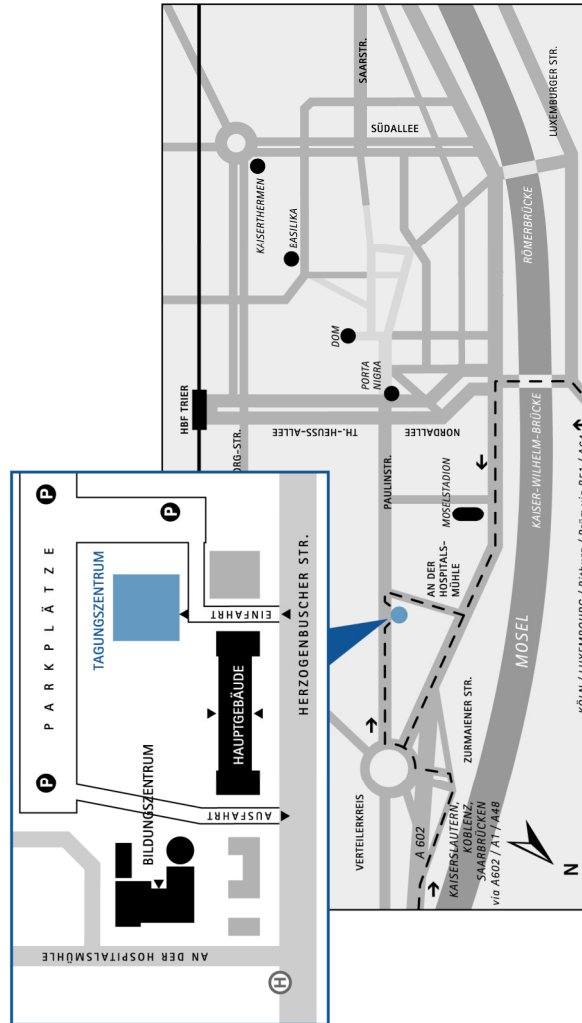 SAARSTR.
SÜDALLEE
LUXEMBURGER STR.
KAISERTHERMEN
BASILIKA
RÖMERBRÜCKE
DOM
PORTA
NIGRA
HBF TRIER
TH.-HEUSS-ALLEE
NORDALLEE
ORG-STR.
PAULINSTR.
MOSELSTADION
KAISER-WILHELM-BRÜCKE
AN DER
HOSPITALS-
MÜHLE
MOSEL
ZURMAIENER STR.
VERTEILERKREIS
A 602
KAISERSLAUTERN,
KOBLENZ,
SAARBRÜCKEN
via A602 / A1 / A48
N
P
P
P
PARKPLÄTZE
TAGUNGSZENTRUM
EINFAHRT
HERZOGENBUSCHER STR.
HAUPTGEBÄUDE
BILDUNGSZENTRUM
AUSFAHRT
AN DER HOSPITALSMÜHLE
H